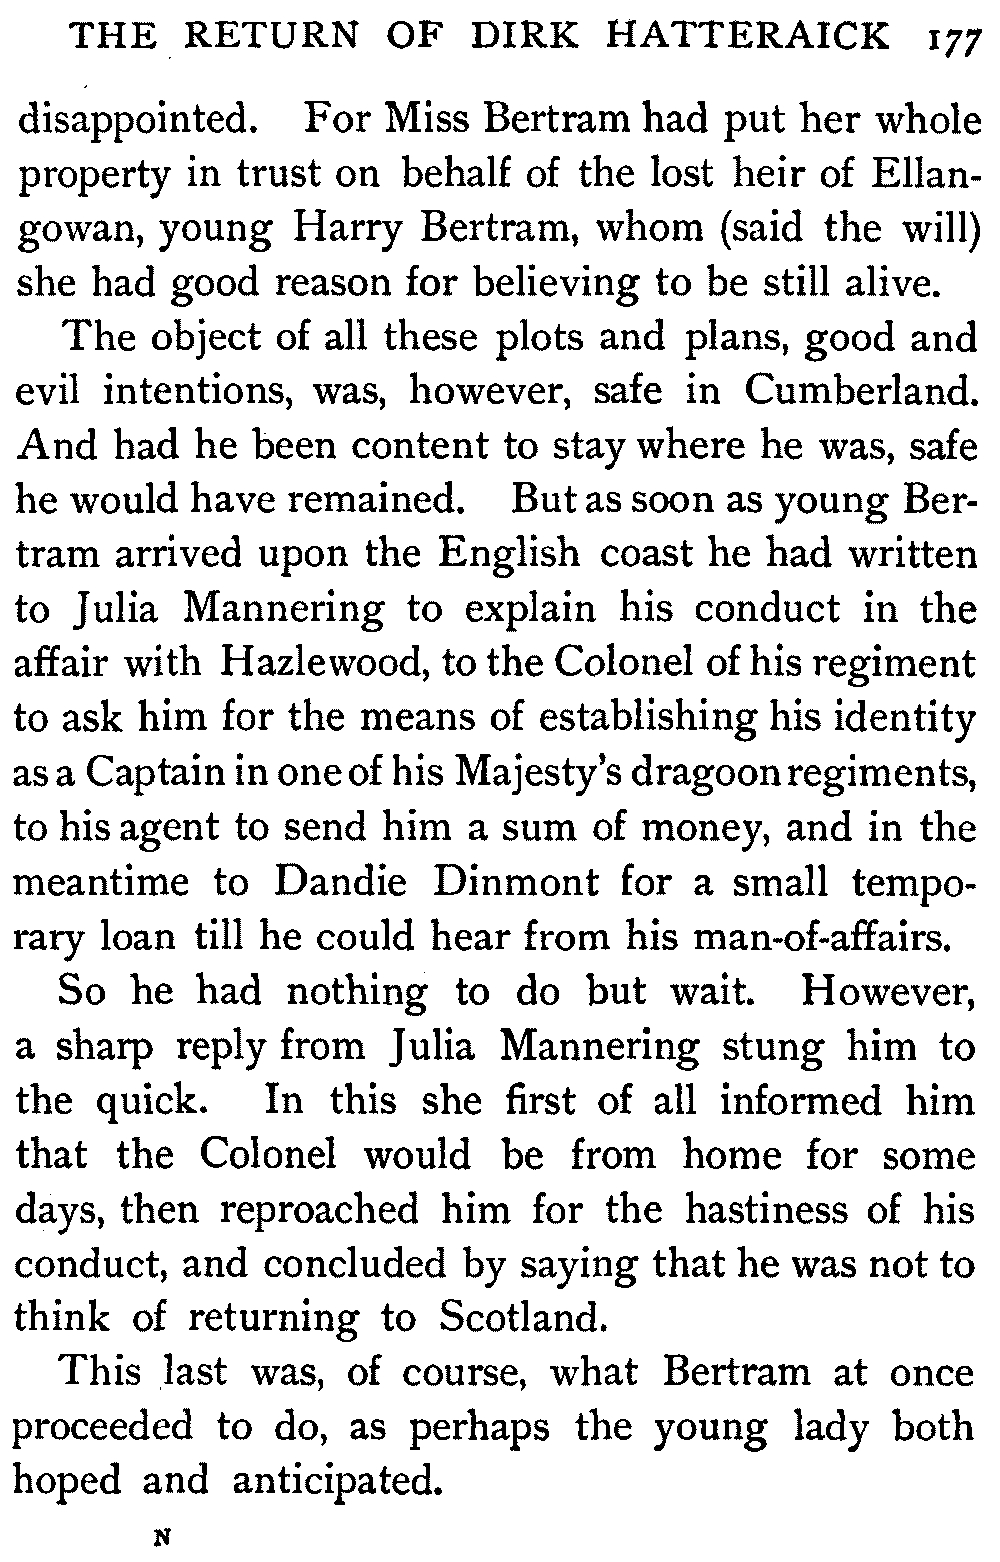 THE RETURN OF DIRK HATTERAICK 177
disappointed. For Miss Bertram had put her whole
property in trust on behalf of the lost heir of Ellan-
gowan, young Harry Bertram, whom (said the will)
she had good reason for believing to be still alive.
The object of all these plots and plans, good and
evil intentions, was, however, safe in Cumberland.
And had he been content to stay where he was, safe
he would have remained. But as soon as young Ber-
tram arrived upon the English coast he had written
to Julia Mannering to explain his conduct in the
affair with Hazlewood, to the Colonel of his regiment
to ask him for the means of establishing his identity
as a Captain in one of his Majesty's dragoon regiments,
to his agent to send him a sum of money, and in the
meantime to Dandie Dinmont for a small tempo-
rary loan till he could hear from his man-of-affairs.
So he had nothing to do but wait. However,
a sharp reply from Julia Mannering stung him to
the quick. In this she first of all informed him
that the Colonel would be from home for some
days, then reproached him for the hastiness of his
conduct, and concluded by saying that he was not to
think of returning to Scotland.
This last was, of course, what Bertram at once
proceeded to do, as perhaps the young lady both
hoped and anticipated.
N